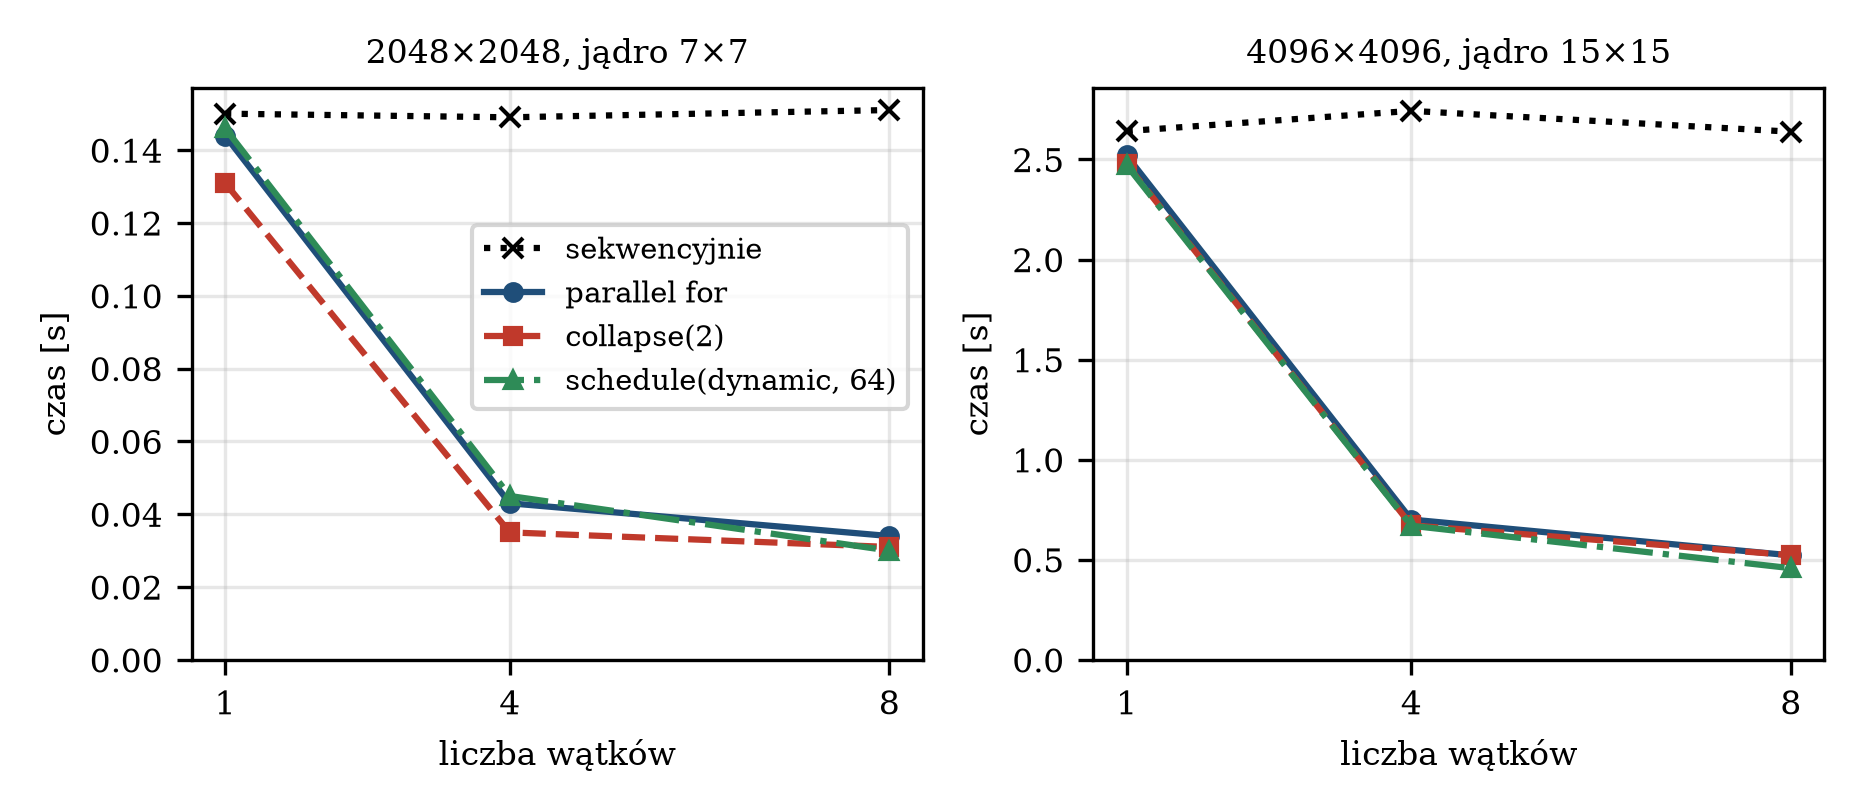 2048×2048, jądro 7×7
czas [s]
0.14
0.12
0.10
0.08
0.06
0.04
0.02
0.00
sekwencyjnie
parallel for
collapse(2)
schedule(dynamic, 64)
1 4 8
liczba wątków
4096×4096, jądro 15×15
czas [s]
2.5
2.0
1.5
1.0
0.5
0.0
1 4 8
liczba wątków